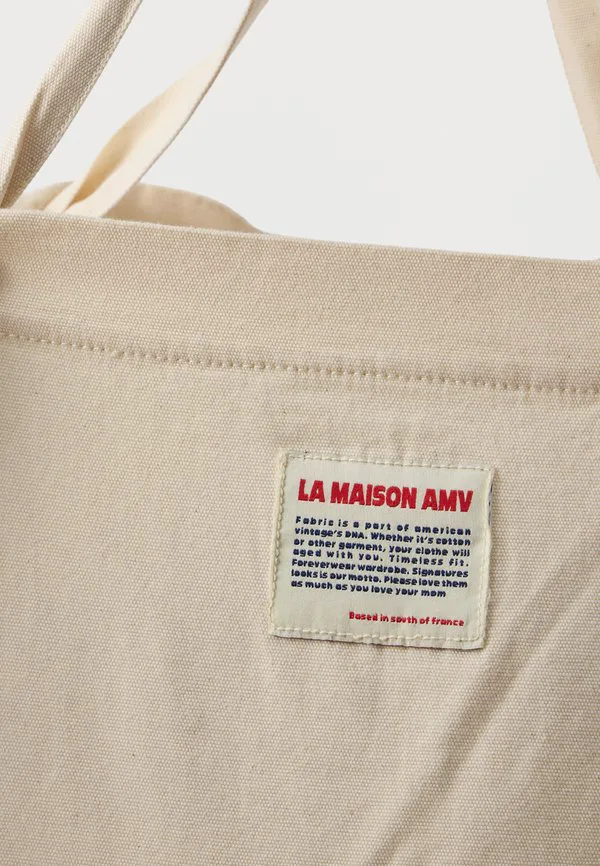 LA MAISON AMV
Fabric is a part of american
vintage's DNA. Whether it's cotton
or other garment, your clothe will
aged with you. Timeless fit.
Foreverwear wardrobe. Signatures
looks is our motto. Please love them
as much as you love your mom
Based in south of france